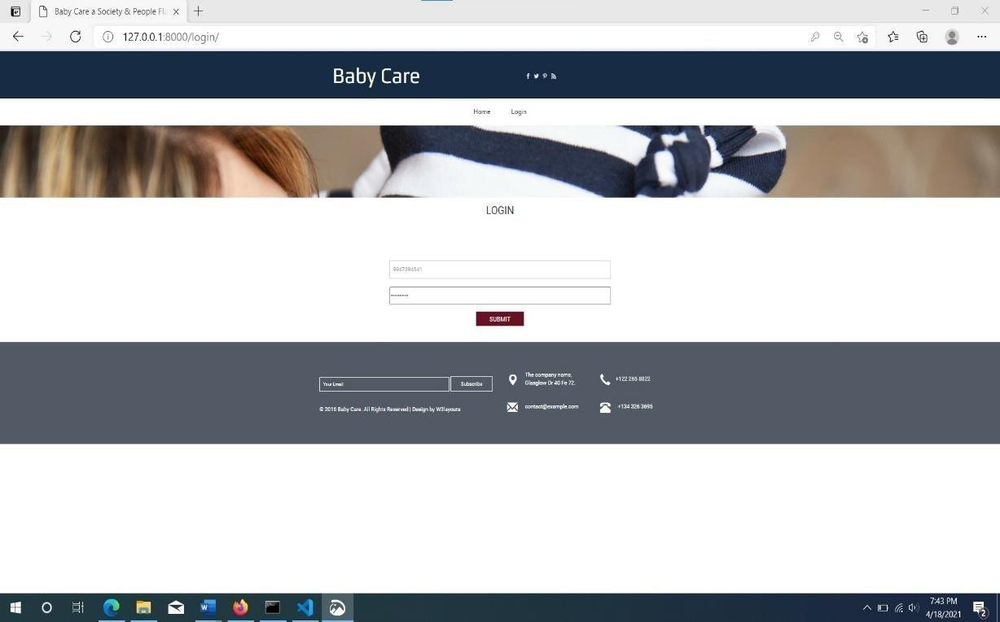 Baby Care a Society & People Fl
127.0.0.1:8000/login/
Baby Care
Home Login
LOGIN
9947394641
SUBMIT
Your Email Subscribe
© 2016 Baby Care. All Rights Reserved | Design by W3layouts
The company name,
Glasglow Dr 40 Fe 72.
+122 265 8822
contact@example.com
+134 326 3695
7:43 PM
4/18/2021
2